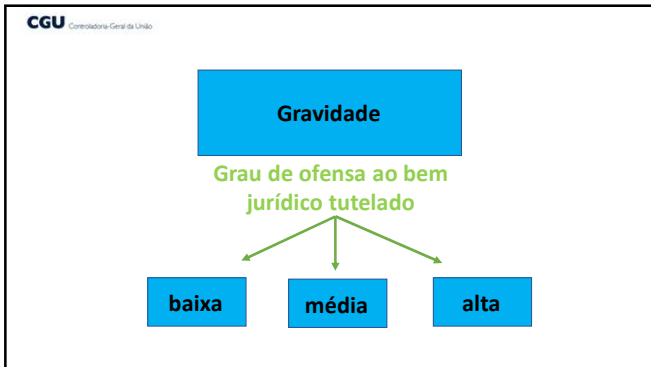 CGU Controladoria-Geral da União
Gravidade
Grau de ofensa ao bem
jurídico tutelado
baixa
média
alta